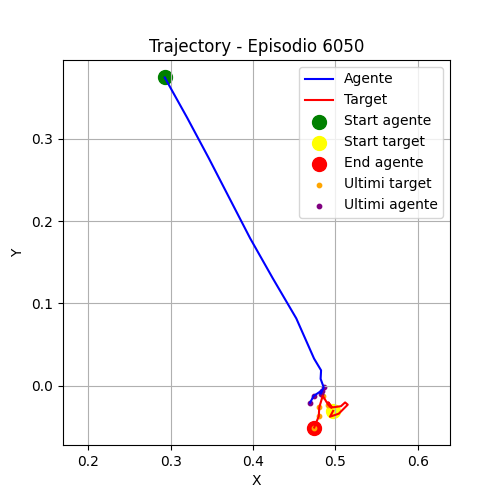 Trajectory - Episodio 6050
Agente
Target
Start agente
Start target
End agente
Ultimi target
Ultimi agente
Y
0.3
0.2
0.1
0.0
0.2
0.3
0.4
0.5
0.6
X